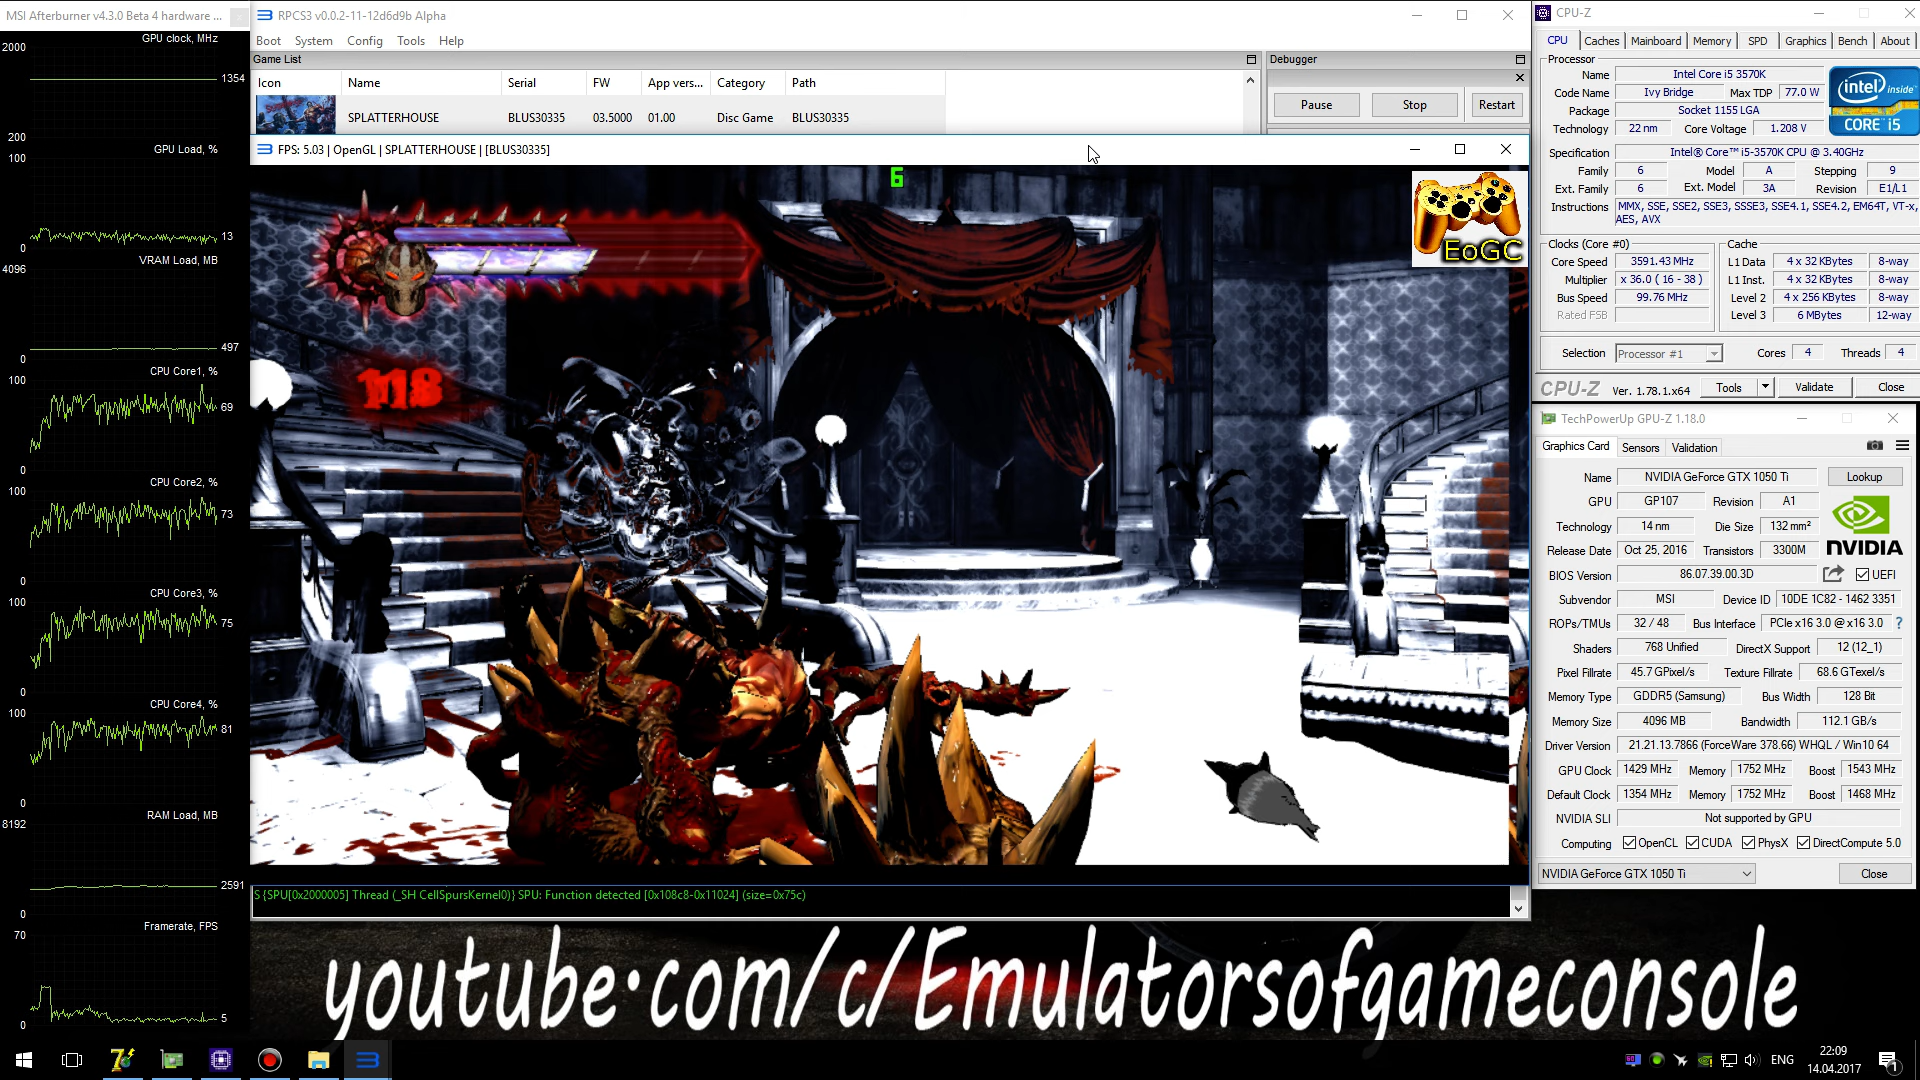 MSI Afterburner v4.3.0 Beta 4 hardware ...
GPU clock, MHz
2000
1354
200
GPU Load, %
100
13
0
VRAM Load, MB
4096
497
0
CPU Core1, %
100
69
0
CPU Core2, %
100
73
0
CPU Core3, %
100
75
0
CPU Core4, %
100
81
0
RAM Load, MB
8192
2591
0
Framerate, FPS
70
5
0
RPCS3 v0.0.2-11-12d6d9b Alpha
Boot System Config Tools Help
Game List
Icon Name Serial FW App vers... Category Path
SPLATTERHOUSE BLUS30335 03.5000 01.00 Disc Game BLUS30335
Debugger
Pause Stop Restart
FPS: 5.03 | OpenGL | SPLATTERHOUSE | [BLUS30335]
6
EoGC
118
S {SPU[0x2000005] Thread (_SH CellSpursKernel0)} SPU: Function detected [0x108c8-0x11024] (size=0x75c)
youtube.com/c/Emulatorsofgameconsole
CPU-Z
CPU Caches Mainboard Memory SPD Graphics Bench About
Processor
Name Intel Core i5 3570K
Code Name Ivy Bridge Max TDP 77.0 W
Package Socket 1155 LGA
Technology 22 nm Core Voltage 1.208 V
intel inside™
CORE i5
Specification Intel® Core™ i5-3570K CPU @ 3.40GHz
Family 6 Model A Stepping 9
Ext. Family 6 Ext. Model 3A Revision E1/L1
Instructions MMX, SSE, SSE2, SSE3, SSSE3, SSE4.1, SSE4.2, EM64T, VT-x,
AES, AVX
Clocks (Core #0) Cache
Core Speed 3591.43 MHz L1 Data 4 x 32 KBytes 8-way
Multiplier x 36.0 ( 16 - 38 ) L1 Inst. 4 x 32 KBytes 8-way
Bus Speed 99.76 MHz Level 2 4 x 256 KBytes 8-way
Rated FSB Level 3 6 MBytes 12-way
Selection Processor #1 Cores 4 Threads 4
CPU-Z Ver. 1.78.1.x64 Tools Validate Close
TechPowerUp GPU-Z 1.18.0
Graphics Card Sensors Validation
Name NVIDIA GeForce GTX 1050 Ti Lookup
GPU GP107 Revision A1
Technology 14 nm Die Size 132 mm²
Release Date Oct 25, 2016 Transistors 3300M
NVIDIA
BIOS Version 86.07.39.00.3D UEFI
Subvendor MSI Device ID 10DE 1C82 - 1462 3351
ROPs/TMUs 32 / 48 Bus Interface PCIe x16 3.0 @ x16 3.0 ?
Shaders 768 Unified DirectX Support 12 (12_1)
Pixel Fillrate 45.7 GPixel/s Texture Fillrate 68.6 GTexel/s
Memory Type GDDR5 (Samsung) Bus Width 128 Bit
Memory Size 4096 MB Bandwidth 112.1 GB/s
Driver Version 21.21.13.7866 (ForceWare 378.66) WHQL / Win10 64
GPU Clock 1429 MHz Memory 1752 MHz Boost 1543 MHz
Default Clock 1354 MHz Memory 1752 MHz Boost 1468 MHz
NVIDIA SLI Not supported by GPU
Computing OpenCL CUDA PhysX DirectCompute 5.0
NVIDIA GeForce GTX 1050 Ti Close
ENG
22:09
14.04.2017
1